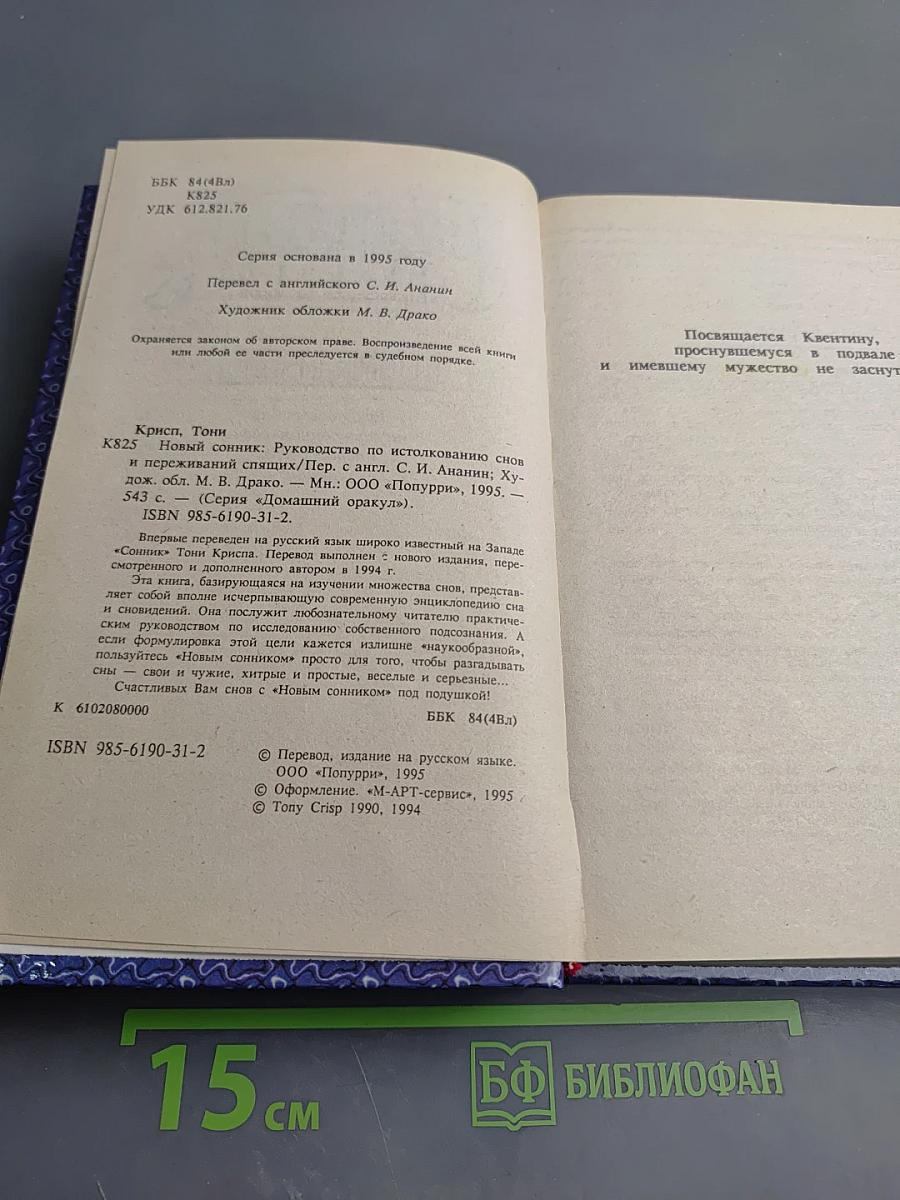 ББК 84(4Вл)
К825
УДК 612.821.76
Серия основана в 1995 году
Перевел с английского С. И. Ананин
Художник обложки М. В. Драко
Охраняется законом об авторском праве. Воспроизведение всей книги
или любой ее части преследуется в судебном порядке.
Крисп, Тони
К825 Новый сонник: Руководство по истолкованию снов
и переживаний спящих/Пер. с англ. С. И. Ананин; Ху-
дож. обл. М. В. Драко. — Мн.: ООО «Попурри», 1995. —
543 с. — (Серия «Домашний оракул»).
ISBN 985-6190-31-2.
Впервые переведен на русский язык широко известный на Западе
«Сонник» Тони Криспа. Перевод выполнен с нового издания, пере-
смотренного и дополненного автором в 1994 г.
Эта книга, базирующаяся на изучении множества снов, представ-
ляет собой вполне исчерпывающую современную энциклопедию сна
и сновидений. Она послужит любознательному читателю практиче-
ским руководством по исследованию собственного подсознания. А
если формулировка этой цели кажется излишне «наукообразной»,
пользуйтесь «Новым сонником» просто для того, чтобы разгадывать
сны — свои и чужие, хитрые и простые, веселые и серьезные...
Счастливых Вам снов с «Новым сонником» под подушкой!
К 6102080000
ББК 84(4Вл)
ISBN 985-6190-31-2
© Перевод, издание на русском языке.
ООО «Попурри», 1995
© Оформление. «М-АРТ-сервис», 1995
© Tony Crisp 1990, 1994
Посвящается Квентину,
проснувшемуся в подвале
и имевшему мужество не заснут
15 см
БФ БИБЛИОФАН